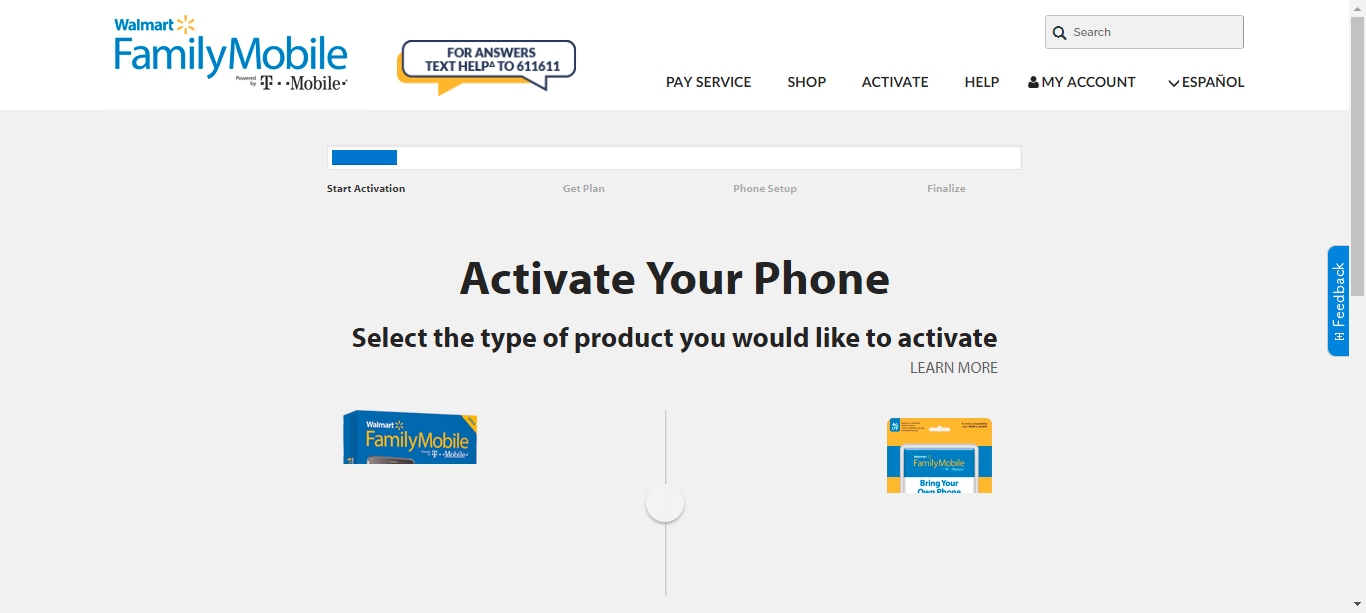 Walmart
FamilyMobile
Powered by T··Mobile·
FOR ANSWERS
TEXT HELP∆ TO 611611
Search
PAY SERVICE
SHOP
ACTIVATE
HELP
MY ACCOUNT
ESPAÑOL
Start Activation
Get Plan
Phone Setup
Finalize
Activate Your Phone
Select the type of product you would like to activate
LEARN MORE
Walmart
FamilyMobile
T··Mobile·
4G
LTE
Walmart
FamilyMobile
Bring Your
Own Phone
Feedback